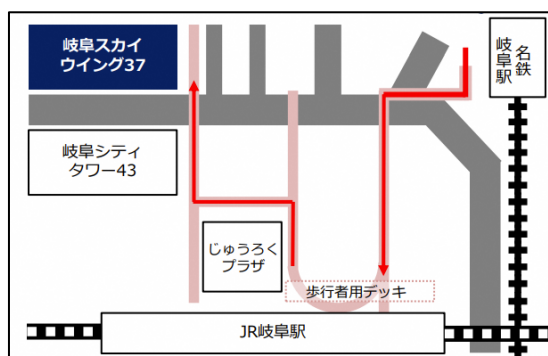 岐阜スカイ
ウイング37
名鉄
岐阜駅
岐阜シティ
タワー43
じゅうろく
プラザ
歩行者用デッキ
JR岐阜駅